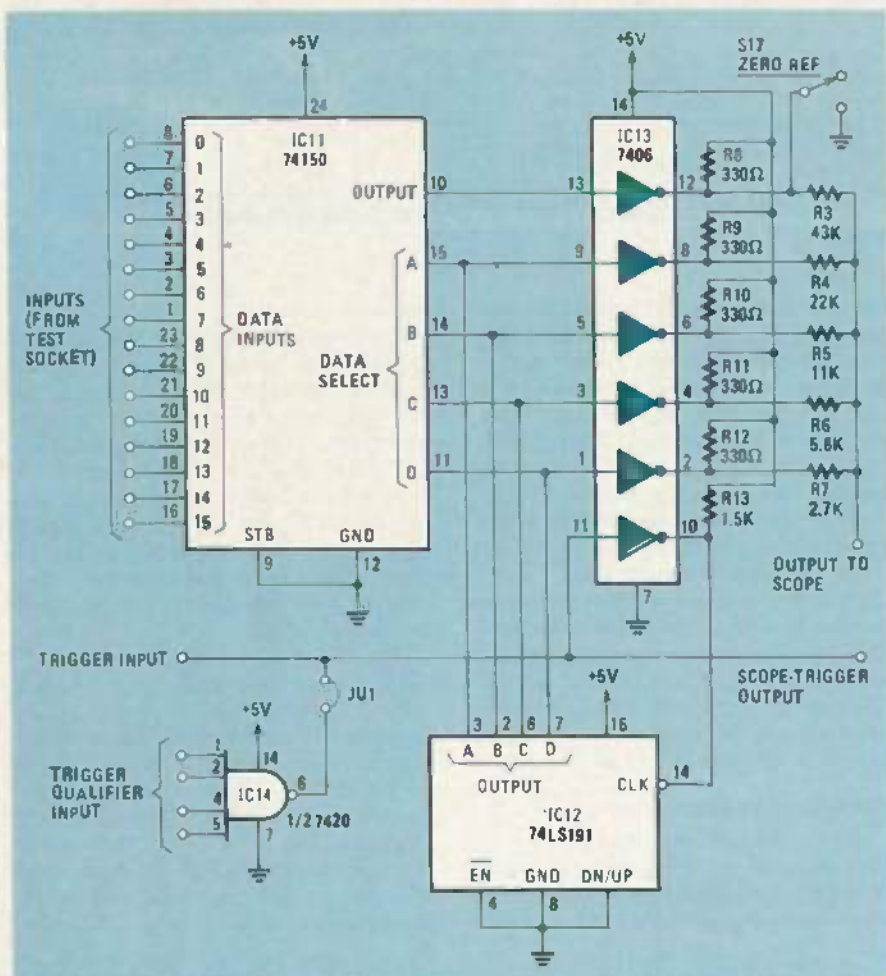 +5V
24
IC11
74150
INPUTS
(FROM
TEST
SOCKET)
8 0
7 1
6 2
5 3
4 4
3 5
2 6
1 7
23 8
22 9
21 10
20 11
19 12
18 13
17 14
16 15
DATA
INPUTS
OUTPUT
10
DATA
SELECT
A 15
B 14
C 13
D 11
STB
9
GND
12
+5V
14
IC13
7406
13 12
9 8
5 6
3 4
1 2
11 10
7
S17
ZERO REF
R8
330Ω
R9
330Ω
R10
330Ω
R11
330Ω
R12
330Ω
R13
1.5K
R3
43K
R4
22K
R5
11K
R6
5.6K
R7
2.7K
OUTPUT TO
SCOPE
TRIGGER INPUT
JU1
SCOPE-TRIGGER
OUTPUT
+5V
14
TRIGGER
QUALIFIER
INPUT
1
2
4
5
IC14
6
1/2 7420
7
+5V
16
3 2 6 7
A B C D
OUTPUT
CLK
14
IC12
74LS191
EN GND DN/UP
4 8